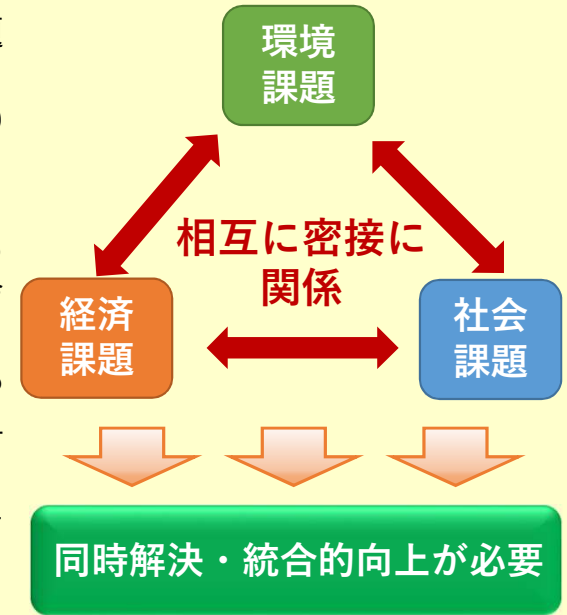 環境
課題
相互に密接に
関係
経済
課題
社会
課題
同時解決・統合的向上が必要